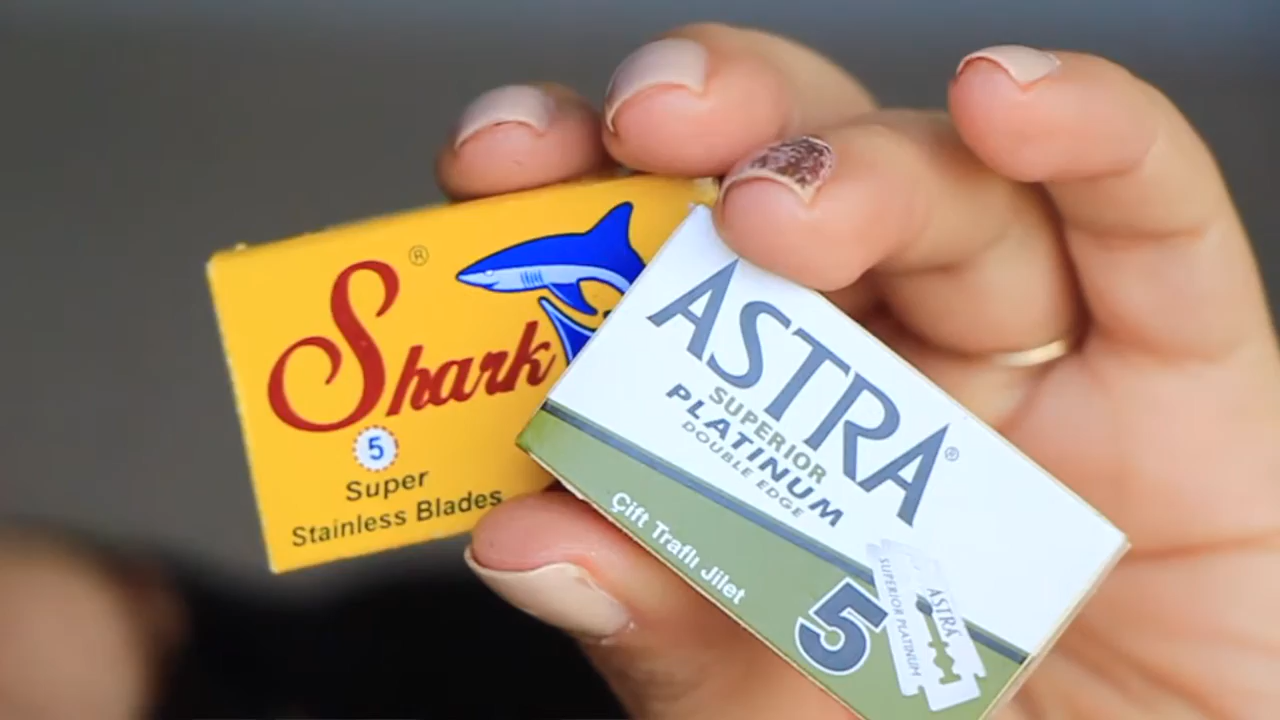 Shark®
5
Super
Stainless Blades
ASTRA®
SUPERIOR
PLATINUM
DOUBLE EDGE
Çift Traflı Jilet
5
ASTRA
SUPERIOR PLATINUM